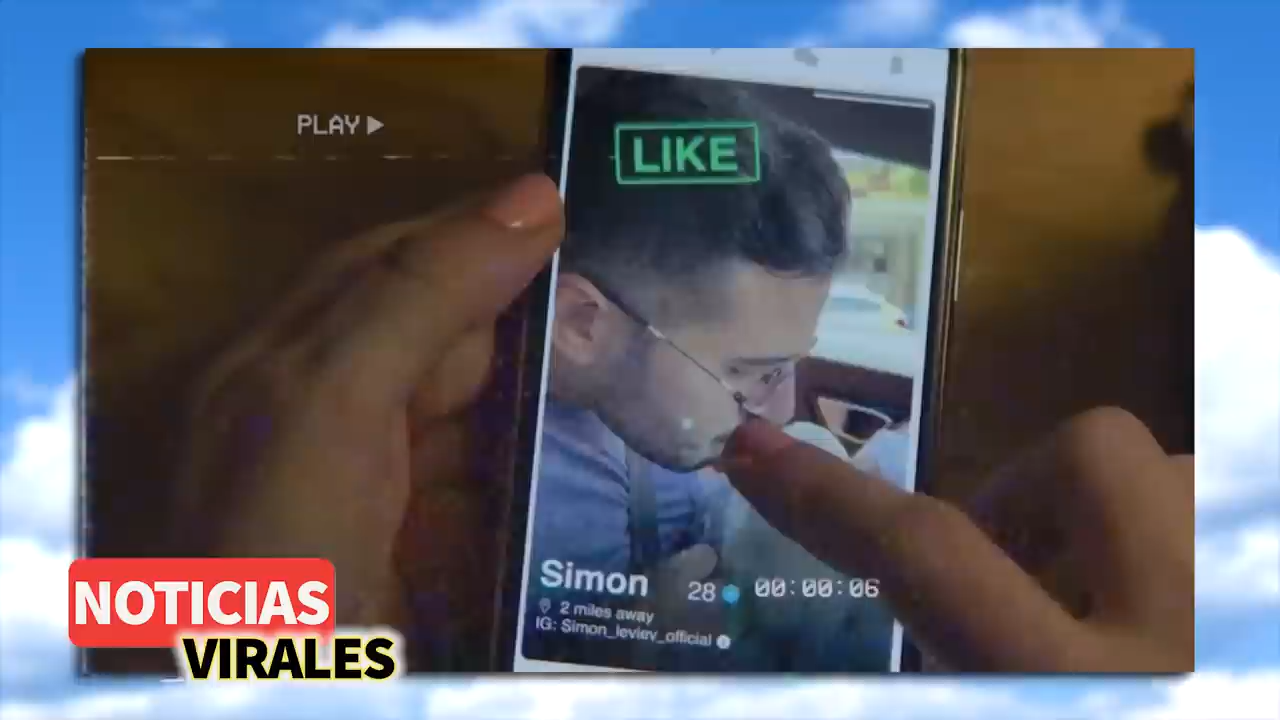 PLAY
LIKE
Simon 28
00:00:06
2 miles away
IG: Simon_leviev_official
NOTICIAS
VIRALES